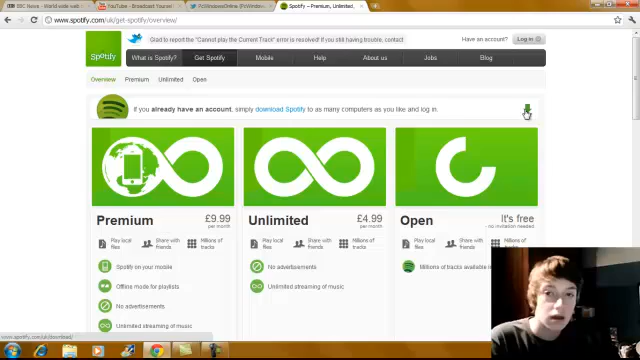 BBC News - World wide web
YouTube - Broadcast Your
PcWindowsOnline
Spotify – Premium, Unlimited,
www.spotify.com/uk/get-spotify/overview/
Glad to report the "Cannot play the Current Track" error is resolved! If you still having trouble, contact
Have an account?
Log in
Spotify
What is Spotify?
Get Spotify
Mobile
Help
About us
Jobs
Blog
Overview
Premium
Unlimited
Open
If you already have an account, simply download Spotify to as many computers as you like and log in.
Premium
£9.99
per month
Play local files
Share with friends
Millions of tracks
Spotify on your mobile
Offline mode for playlists
No advertisements
Unlimited streaming of music
Unlimited
£4.99
per month
Play local files
Share with friends
Millions of tracks
No advertisements
Unlimited streaming of music
Open
It's free
- no invitation needed
Play local files
Share with friends
Millions of tracks
Millions of tracks available
www.spotify.com/uk/download/